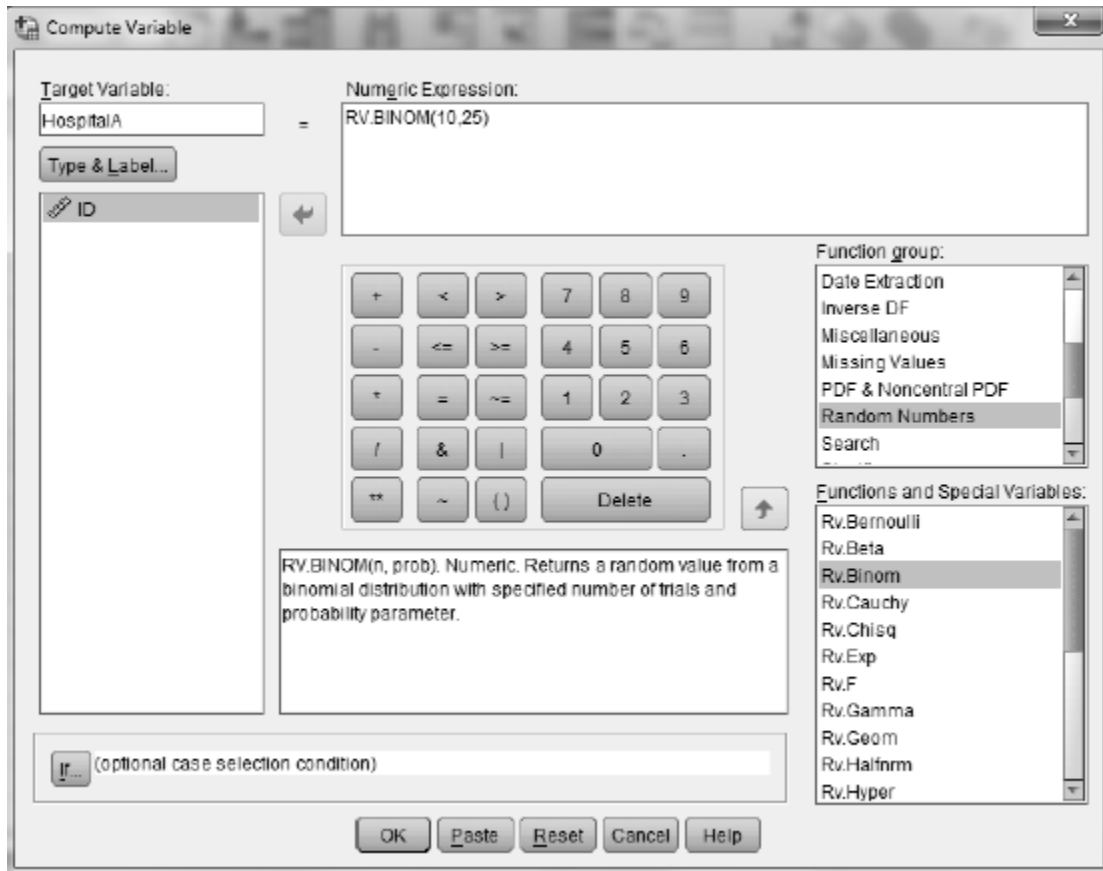 Compute Variable
Target Variable:
HospitalA
=
Numeric Expression:
RV.BINOM(10,25)
Type & Label...
ID
+ < > 7 8 9
- <= >= 4 5 6
* = ~= 1 2 3
/ & | 0 .
** ~ () Delete
Function group:
Date Extraction
Inverse DF
Miscellaneous
Missing Values
PDF & Noncentral PDF
Random Numbers
Search
Functions and Special Variables:
Rv.Bernoulli
Rv.Beta
Rv.Binom
Rv.Cauchy
Rv.Chisq
Rv.Exp
Rv.F
Rv.Gamma
Rv.Geom
Rv.Halfnrm
Rv.Hyper
RV.BINOM(n, prob). Numeric. Returns a random value from a
binomial distribution with specified number of trials and
probability parameter.
If... (optional case selection condition)
OK Paste Reset Cancel Help